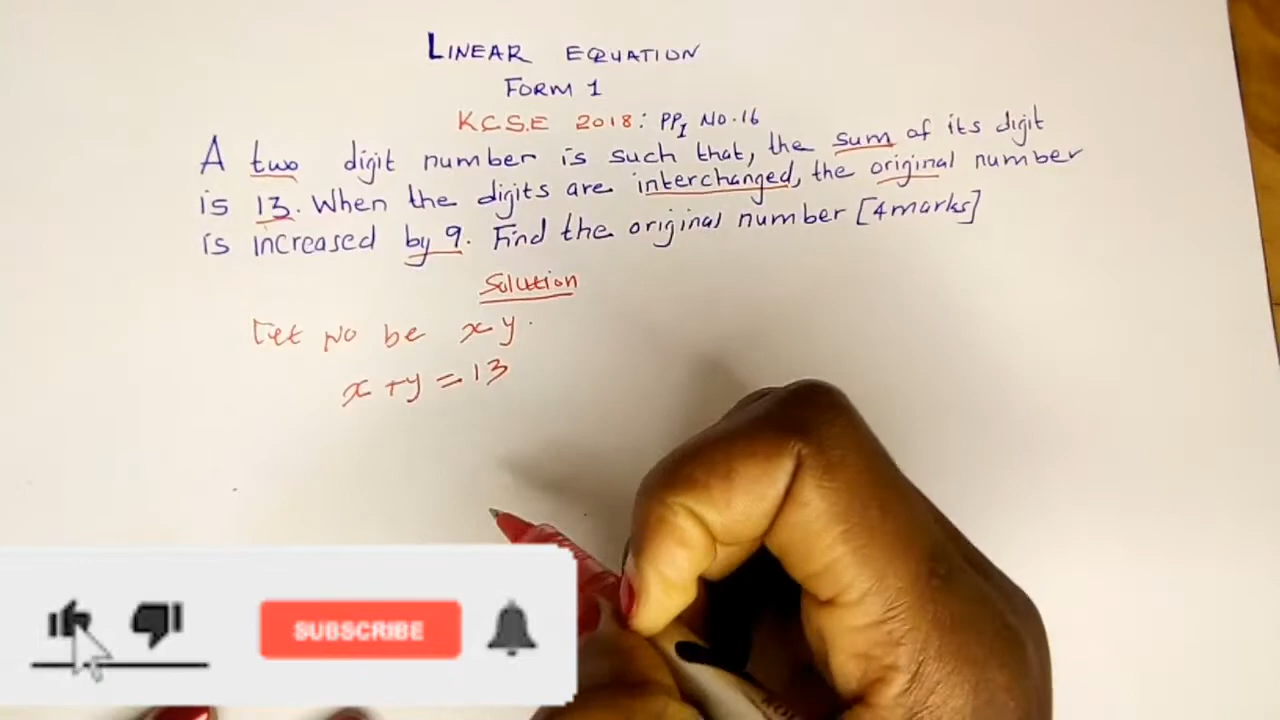 LINEAR EQUATION
FORM 1
K.C.S.E 2018: PP1 NO.16
A two digit number is such that, the sum of its digit
is 13. When the digits are interchanged, the original number
is increased by 9. Find the original number [4marks]
Solution
Let No be xy.
x+y=13
SUBSCRIBE